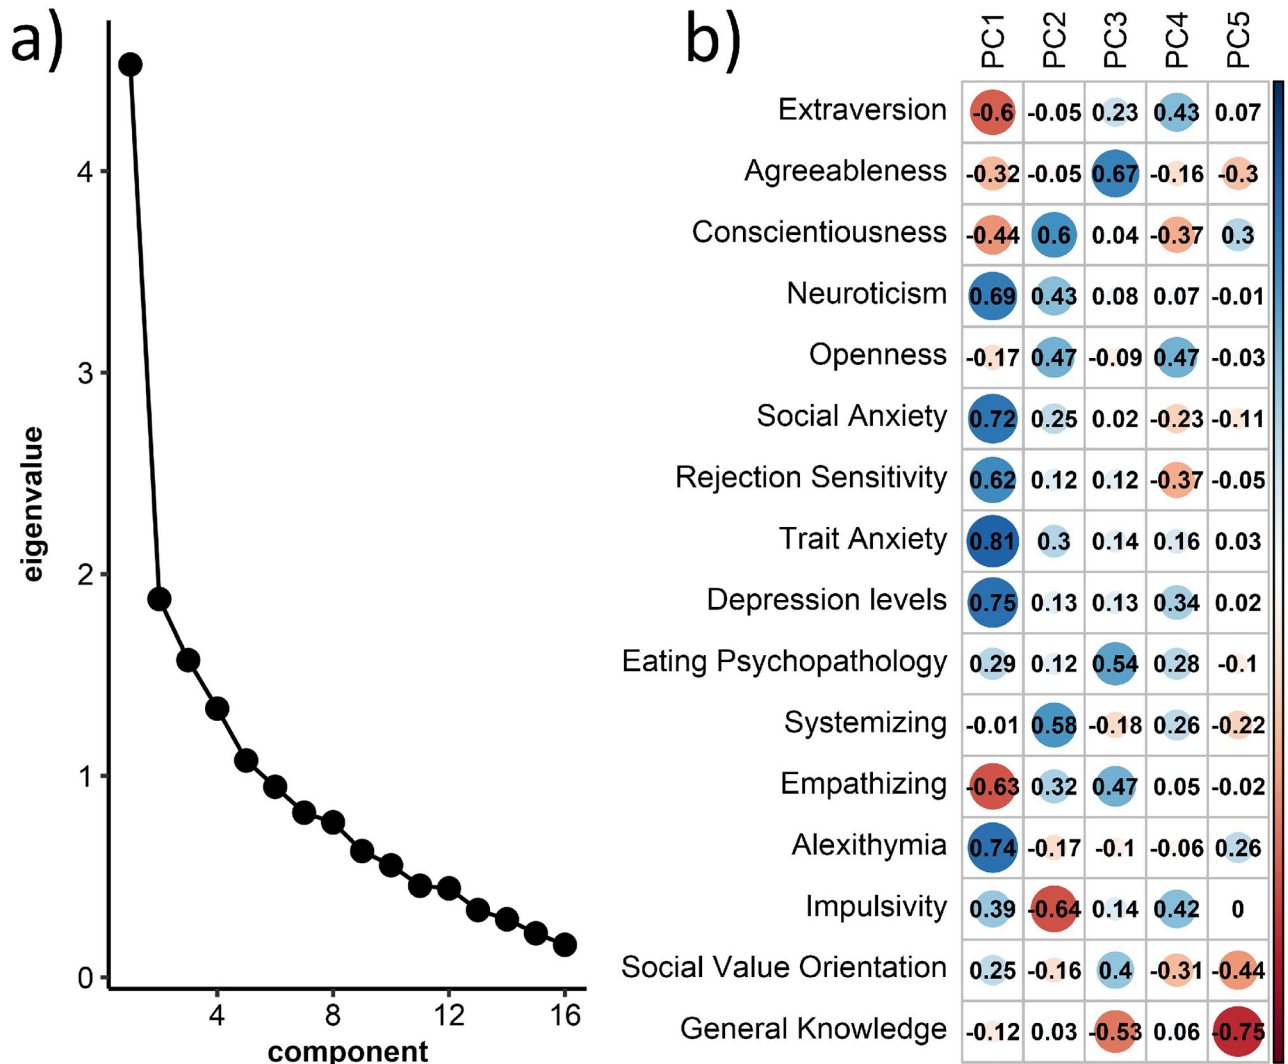 a)
eigenvalue
4
3
2
1
0
4 8 12 16
component
b)
PC1 PC2 PC3 PC4 PC5
Extraversion -0.6 -0.05 0.23 0.43 0.07
Agreeableness -0.32 -0.05 0.67 -0.16 -0.3
Conscientiousness -0.44 0.6 0.04 -0.37 0.3
Neuroticism 0.69 0.43 0.08 0.07 -0.01
Openness -0.17 0.47 -0.09 0.47 -0.03
Social Anxiety 0.72 0.25 0.02 -0.23 -0.11
Rejection Sensitivity 0.62 0.12 0.12 -0.37 -0.05
Trait Anxiety 0.81 0.3 0.14 0.16 0.03
Depression levels 0.75 0.13 0.13 0.34 0.02
Eating Psychopathology 0.29 0.12 0.54 0.28 -0.1
Systemizing -0.01 0.58 -0.18 0.26 -0.22
Empathizing -0.63 0.32 0.47 0.05 -0.02
Alexithymia 0.74 -0.17 -0.1 -0.06 0.26
Impulsivity 0.39 -0.64 0.14 0.42 0
Social Value Orientation 0.25 -0.16 0.4 -0.31 -0.44
General Knowledge -0.12 0.03 -0.53 0.06 -0.75